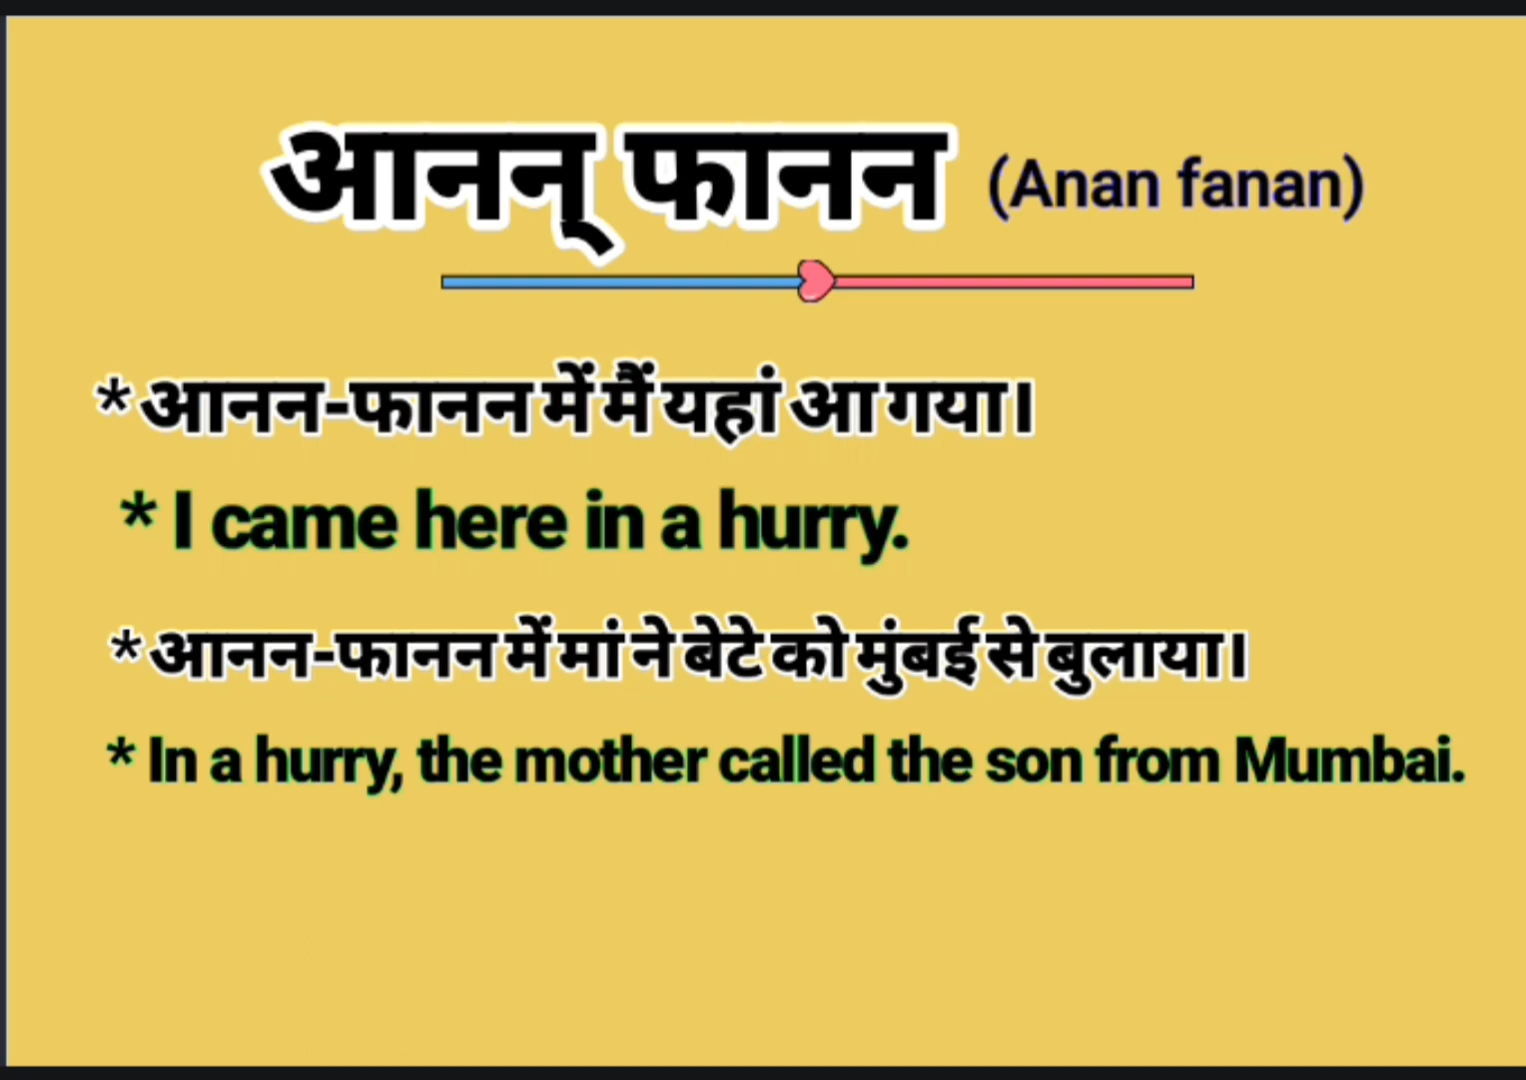 आनन् फानन (Anan fanan)
* आनन-फानन में मैं यहां आ गया।
* I came here in a hurry.
* आनन-फानन में मां ने बेटे को मुंबई से बुलाया।
* In a hurry, the mother called the son from Mumbai.